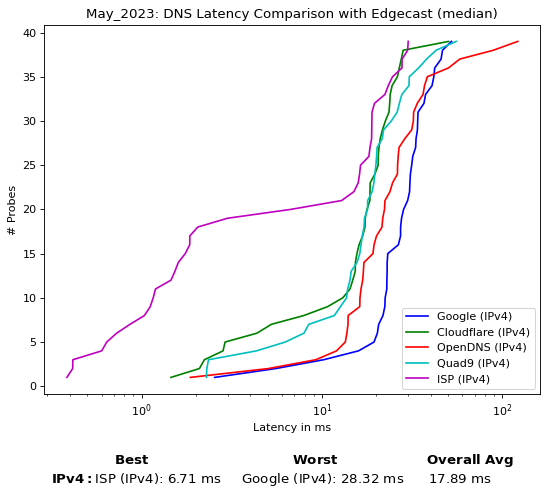 May_2023: DNS Latency Comparison with Edgecast (median)
# Probes
40
35
30
25
20
15
10
5
0
Google (IPv4)
Cloudflare (IPv4)
OpenDNS (IPv4)
Quad9 (IPv4)
ISP (IPv4)
10⁰ 10¹ 10²
Latency in ms
Best Worst Overall Avg
IPv4: ISP (IPv4): 6.71 ms Google (IPv4): 28.32 ms 17.89 ms